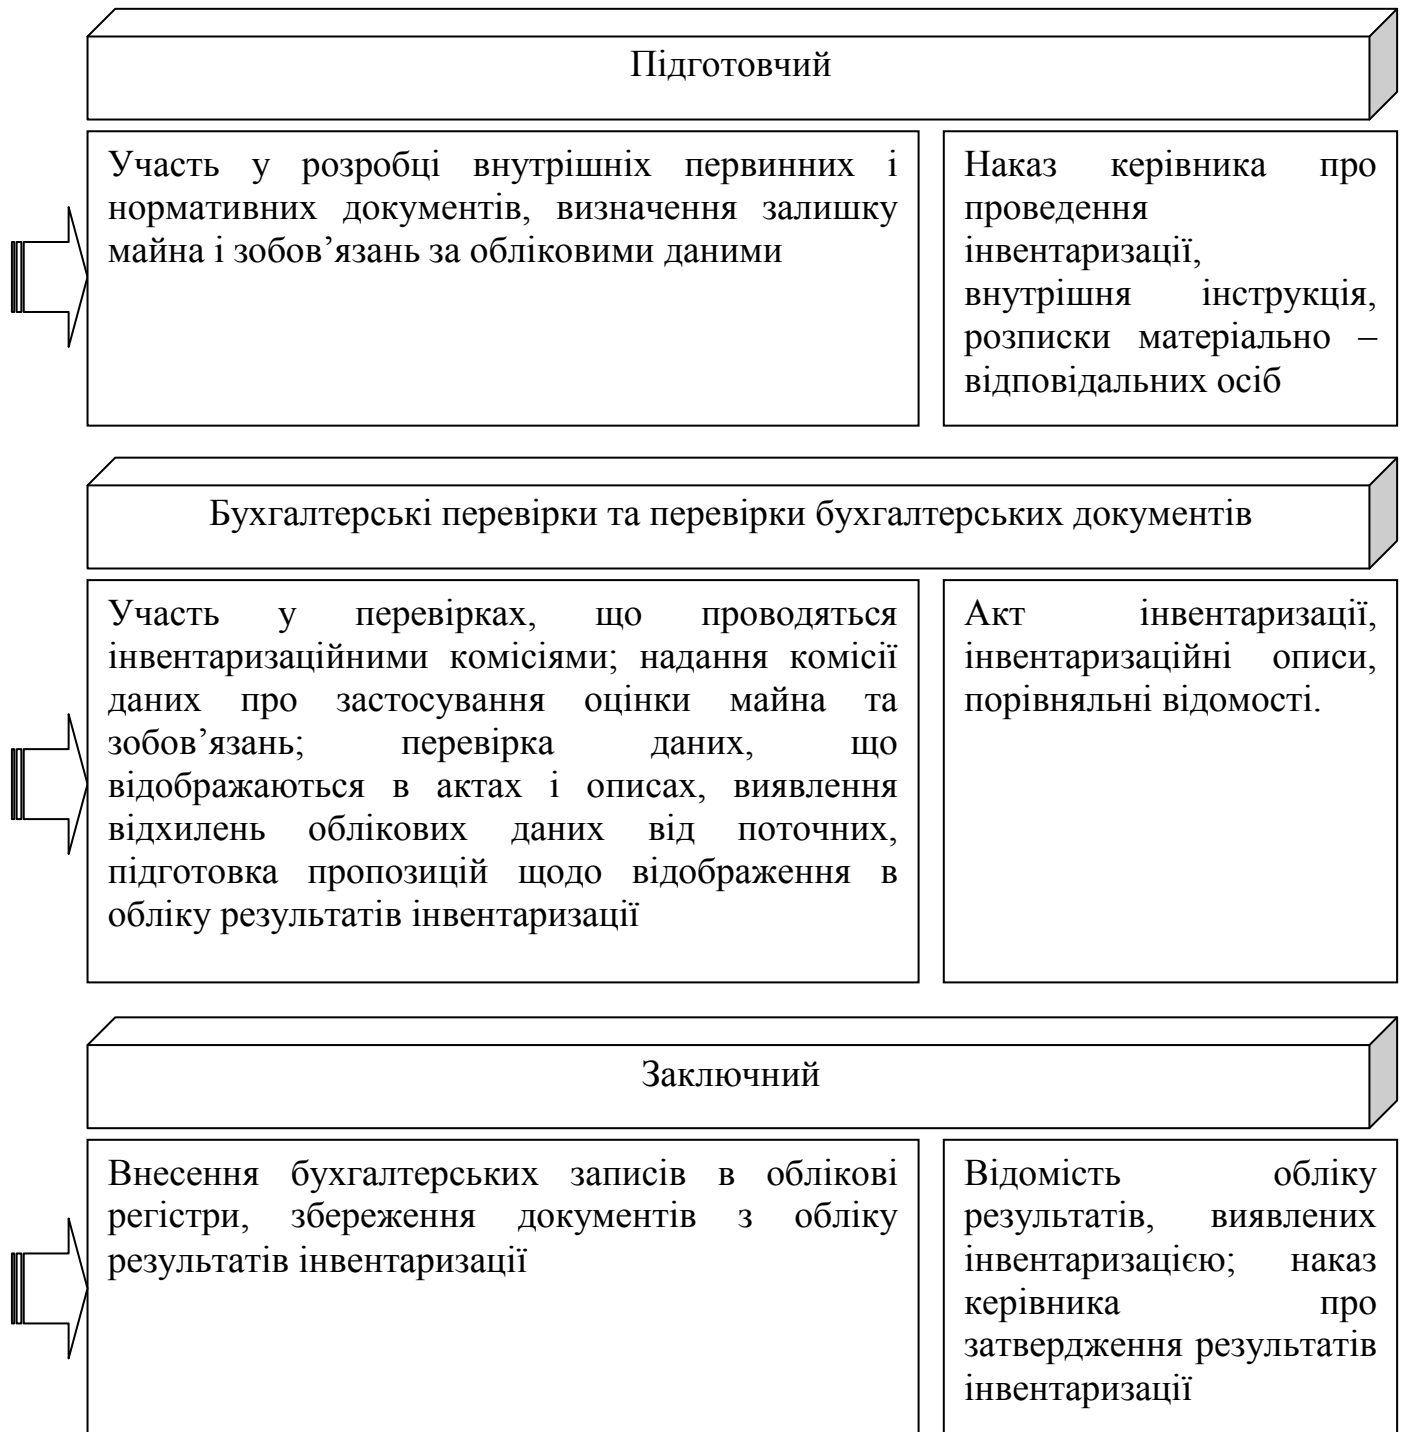 Підготовчий
Участь у розробці внутрішніх первинних і
нормативних документів, визначення залишку
майна і зобов’язань за обліковими даними
Наказ керівника про
проведення
інвентаризації,
внутрішня інструкція,
розписки матеріально –
відповідальних осіб
Бухгалтерські перевірки та перевірки бухгалтерських документів
Участь у перевірках, що проводяться
інвентаризаційними комісіями; надання комісії
даних про застосування оцінки майна та
зобов’язань; перевірка даних, що
відображаються в актах і описах, виявлення
відхилень облікових даних від поточних,
підготовка пропозицій щодо відображення в
обліку результатів інвентаризації
Акт інвентаризації,
інвентаризаційні описи,
порівняльні відомості.
Заключний
Внесення бухгалтерських записів в облікові
регістри, збереження документів з обліку
результатів інвентаризації
Відомість обліку
результатів, виявлених
інвентаризацією; наказ
керівника про
затвердження результатів
інвентаризації